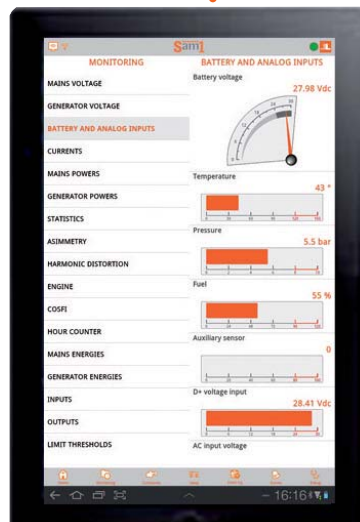 Sam1
MONITORING
MAINS VOLTAGE
GENERATOR VOLTAGE
BATTERY AND ANALOG INPUTS
CURRENTS
MAINS POWERS
GENERATOR POWERS
STATISTICS
ASIMMETRY
HARMONIC DISTORTION
ENGINE
COSFI
HOUR COUNTER
MAINS ENERGIES
GENERATOR ENERGIES
INPUTS
OUTPUTS
LIMIT THRESHOLDS
BATTERY AND ANALOG INPUTS
Battery voltage
27.98 Vdc
Temperature
43 °
Pressure
5.5 bar
Fuel
55 %
Auxiliary sensor
0
D+ voltage input
28.41 Vdc
AC input voltage
16:16